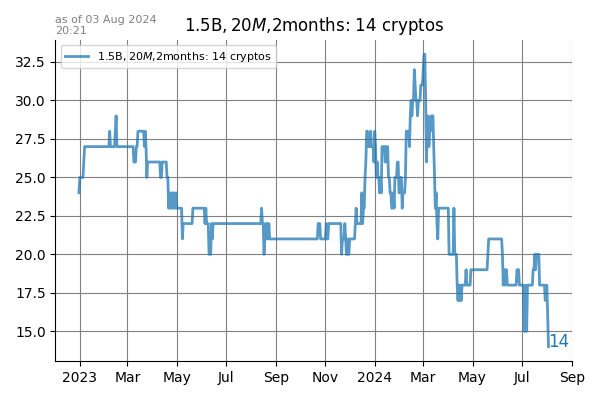 as of 03 Aug 2024
20:21
1.5B, 20M,2months: 14 cryptos
1.5B, 20M,2months: 14 cryptos
32.5
30.0
27.5
25.0
22.5
20.0
17.5
15.0
14
2023 Mar May Jul Sep Nov 2024 Mar May Jul Sep